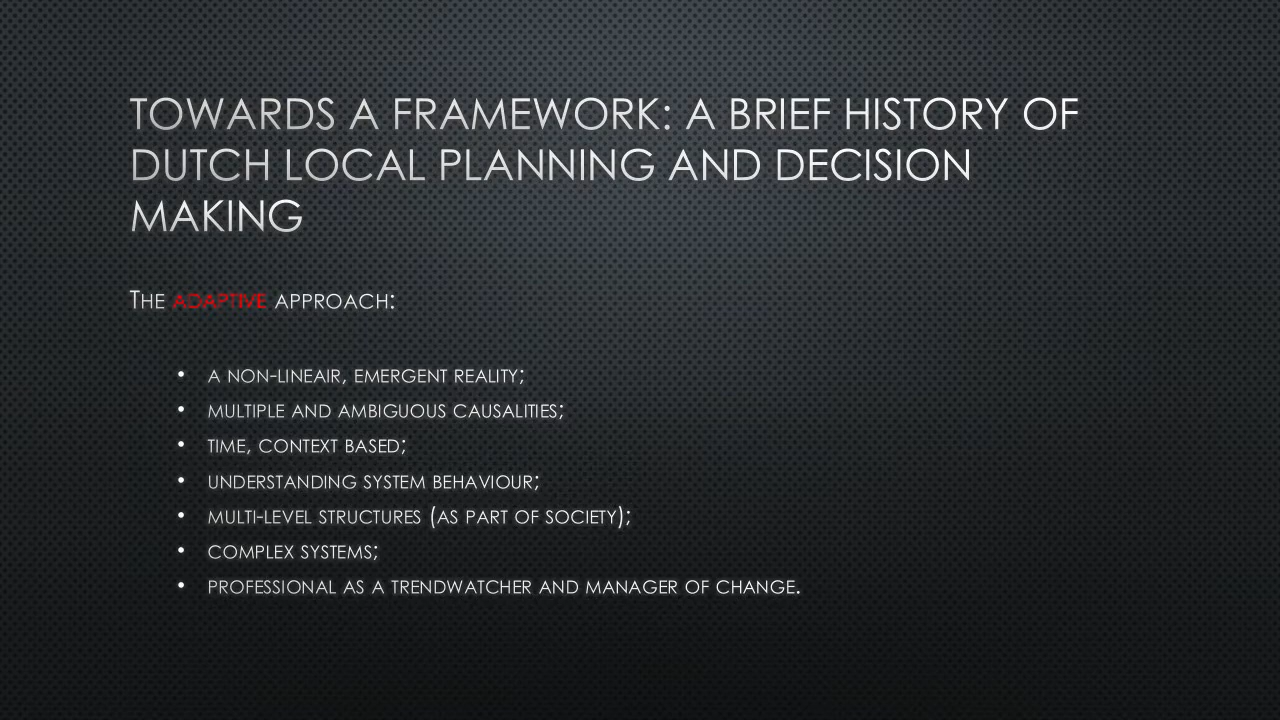 TOWARDS A FRAMEWORK: A BRIEF HISTORY OF
DUTCH LOCAL PLANNING AND DECISION
MAKING
THE ADAPTIVE APPROACH:
• A NON-LINEAIR, EMERGENT REALITY;
• MULTIPLE AND AMBIGUOUS CAUSALITIES;
• TIME, CONTEXT BASED;
• UNDERSTANDING SYSTEM BEHAVIOUR;
• MULTI-LEVEL STRUCTURES (AS PART OF SOCIETY);
• COMPLEX SYSTEMS;
• PROFESSIONAL AS A TRENDWATCHER AND MANAGER OF CHANGE.